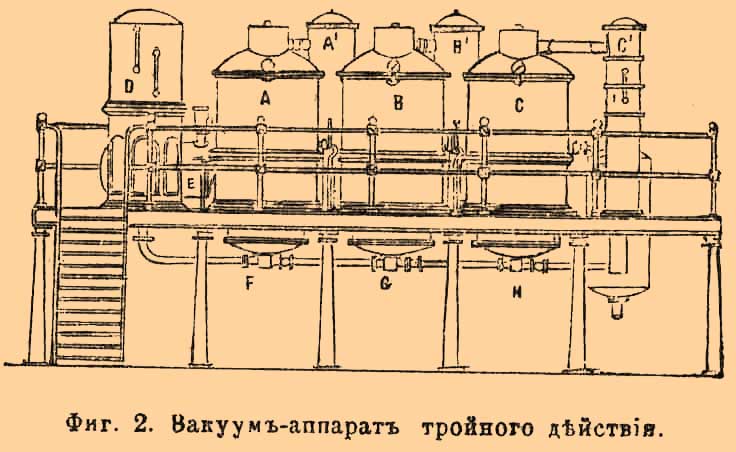 A' B' C'
D A B C
E
F G H
Фиг. 2. Вакуумъ-аппаратъ тройного дѣйствія.